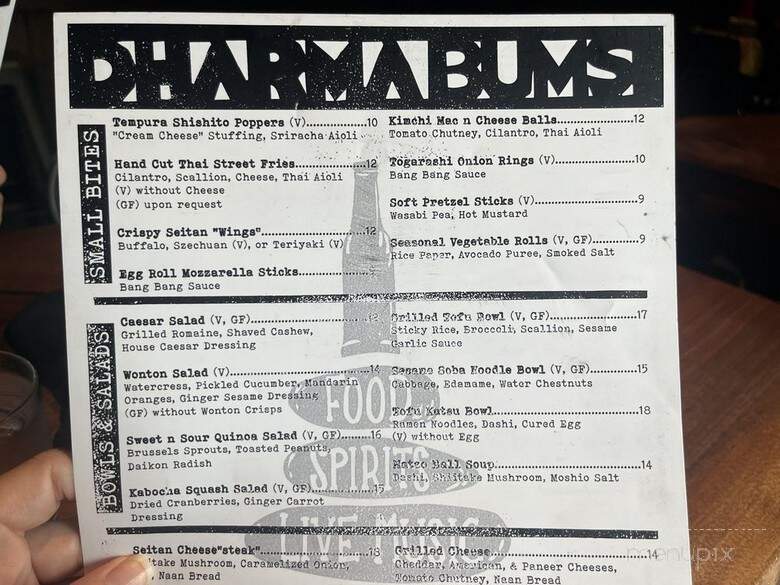 DHARMABUMS
SMALL BITES
Tempura Shishito Poppers (V)...............10
"Cream Cheese" Stuffing, Sriracha Aioli
Hand Cut Thai Street Fries.................12
Cilantro, Scallion, Cheese, Thai Aioli
(V) without Cheese
(GF) upon request
Crispy Seitan "Wings"......................12
Buffalo, Szechuan (V), or Teriyaki (V)
Egg Roll Mozzarella Sticks.................
Bang Bang Sauce
Kimchi Mac n Cheese Balls.................12
Tomato Chutney, Cilantro, Thai Aioli
Togarashi Onion Rings (V).................10
Bang Bang Sauce
Soft Pretzel Sticks (V)...................9
Wasabi Pea, Hot Mustard
Seasonal Vegetable Rolls (V, GF)..........9
Rice Paper, Avocado Puree, Smoked Salt
BOWLS & SALADS
Caesar Salad (V, GF)
Grilled Romaine, Shaved Cashew,
House Caesar Dressing
Wonton Salad (V)...........................14
Watercress, Pickled Cucumber, Mandarin
Oranges, Ginger Sesame Dressing
(GF) without Wonton Crisps
Sweet n Sour Quinoa Salad (V, GF)..........16
Brussels Sprouts, Toasted Peanuts,
Daikon Radish
Kabocha Squash Salad (V, GF)...............15
Dried Cranberries, Ginger Carrot
Dressing
Grilled Tofu Bowl (V, GF).................17
Sticky Rice, Broccoli, Scallion, Sesame
Garlic Sauce
Sesame Soba Noodle Bowl (V, GF)...........15
Cabbage, Edamame, Water Chestnuts
Tofu Katsu Bowl...........................18
Ramen Noodles, Dashi, Cured Egg
(V) without Egg
Matzo Ball Soup...........................14
Dashi, Shiitake Mushroom, Moshio Salt
FOOD
SPIRITS
LIVE MUSIC
Seitan Cheese"steak".......................18
Mushroom, Caramelized Onion,
Naan Bread
Grilled Cheese............................14
Cheddar, American, & Paneer Cheeses,
Tomato Chutney, Naan Bread
menupix